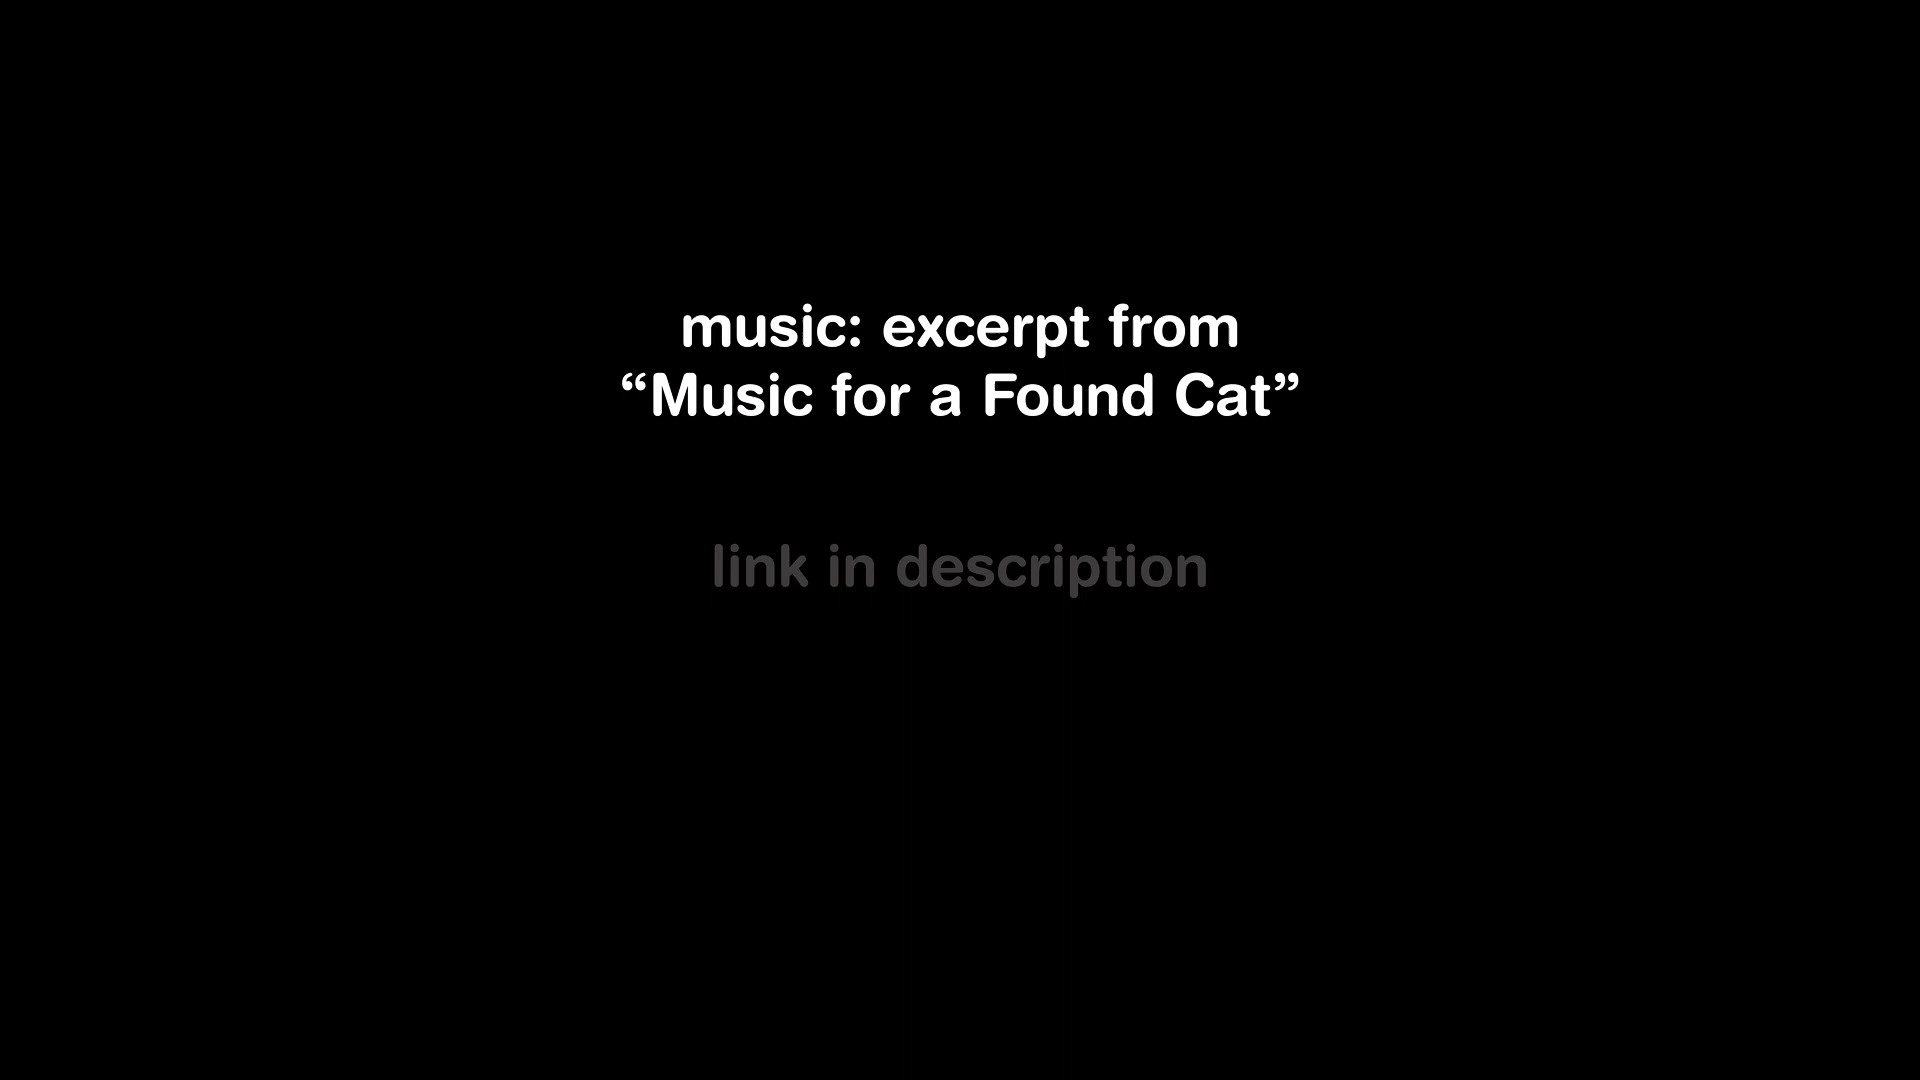 music: excerpt from
“Music for a Found Cat”
link in description